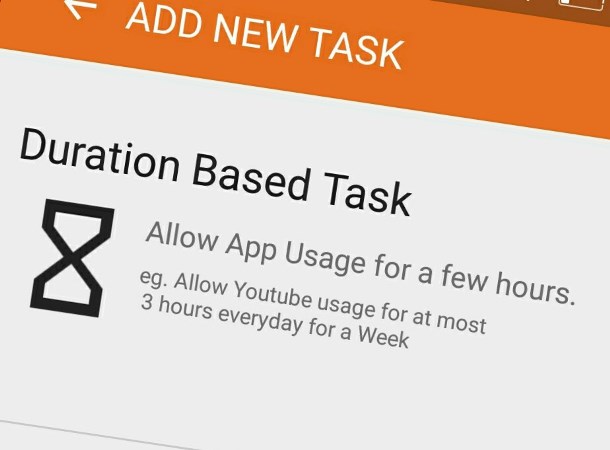 ADD NEW TASK
Duration Based Task
Allow App Usage for a few hours.
eg. Allow Youtube usage for at most
3 hours everyday for a Week